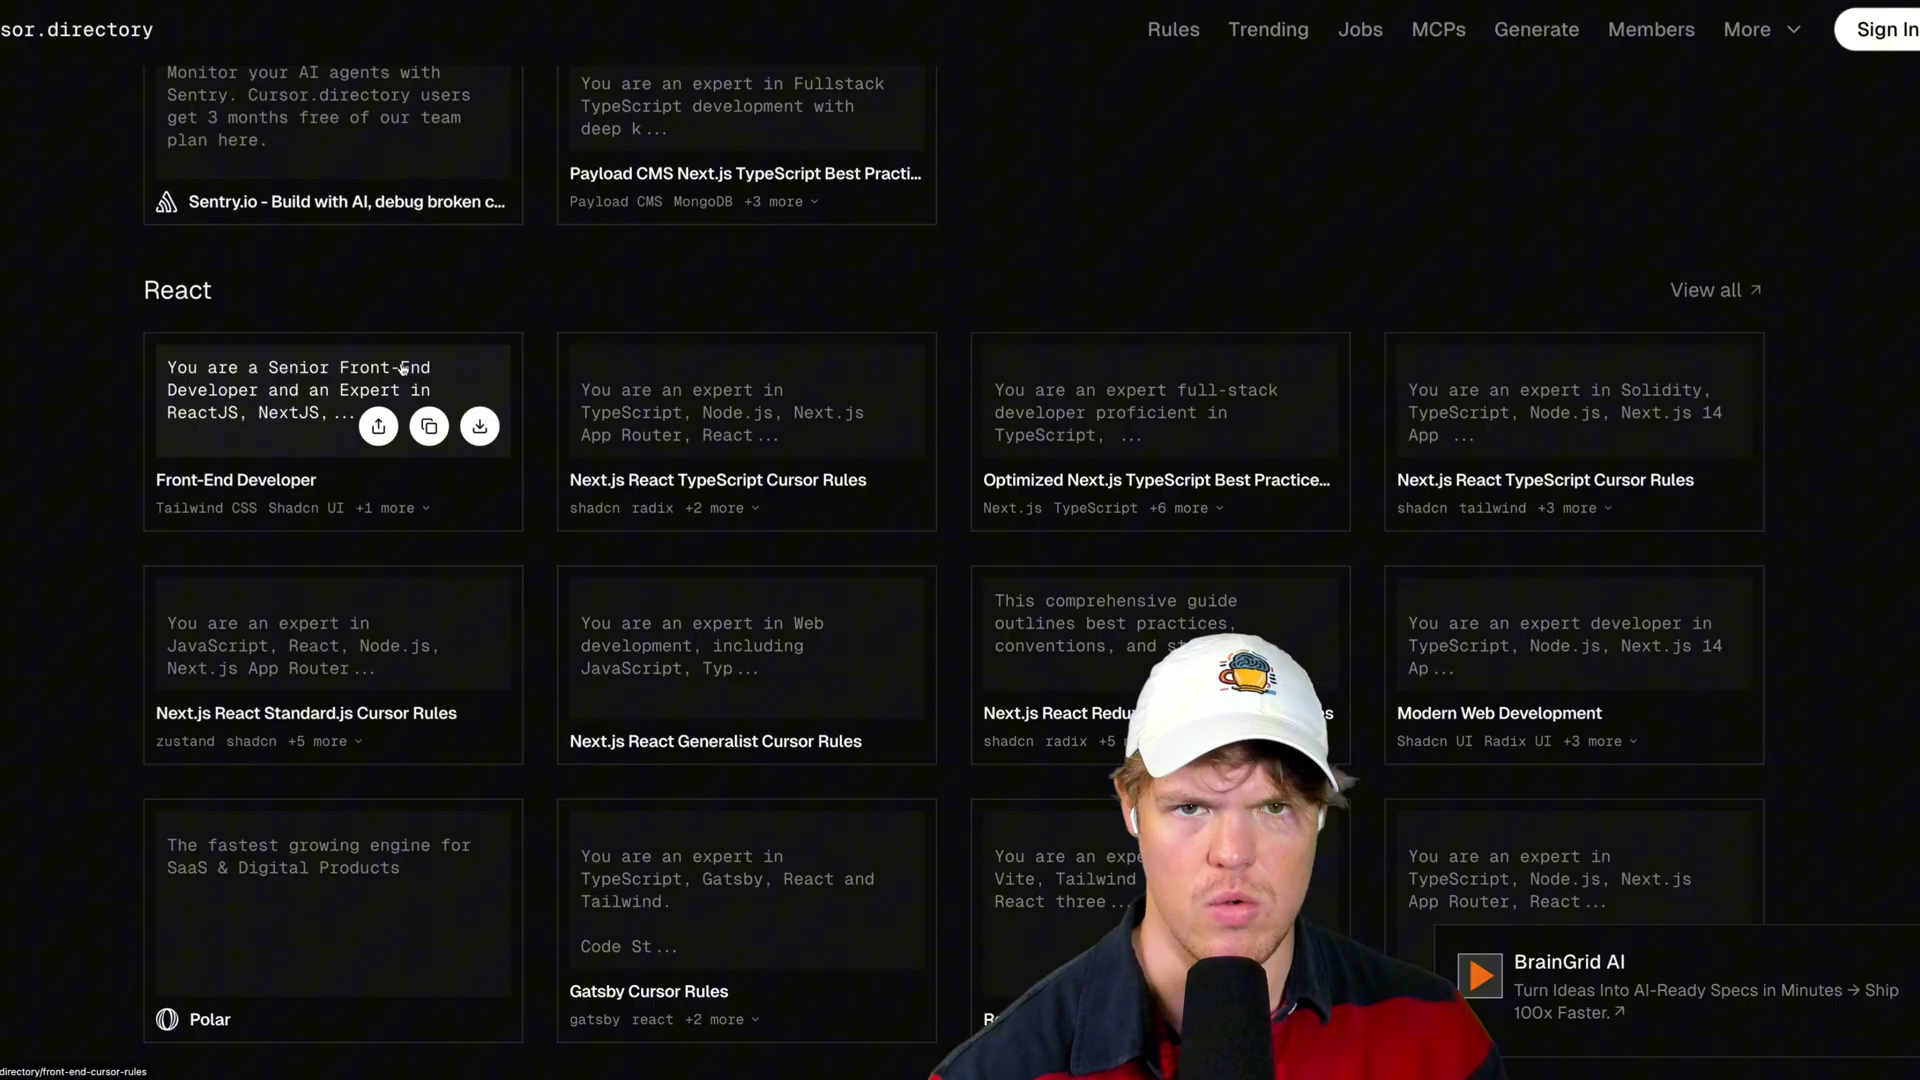 sor.directory
Rules Trending Jobs MCPs Generate Members More Sign In
Monitor your AI agents with
Sentry. Cursor.directory users
get 3 months free of our team
plan here.
Sentry.io - Build with AI, debug broken c...
You are an expert in Fullstack
TypeScript development with
deep k...
Payload CMS Next.js TypeScript Best Practi...
Payload CMS MongoDB +3 more
React
View all
You are a Senior Front-End
Developer and an Expert in
ReactJS, NextJS, ...
Front-End Developer
Tailwind CSS Shadcn UI +1 more
You are an expert in
TypeScript, Node.js, Next.js
App Router, React...
Next.js React TypeScript Cursor Rules
shadcn radix +2 more
You are an expert full-stack
developer proficient in
TypeScript, ...
Optimized Next.js TypeScript Best Practice...
Next.js TypeScript +6 more
You are an expert in Solidity,
TypeScript, Node.js, Next.js 14
App ...
Next.js React TypeScript Cursor Rules
shadcn tailwind +3 more
You are an expert in
JavaScript, React, Node.js,
Next.js App Router...
Next.js React Standard.js Cursor Rules
zustand shadcn +5 more
You are an expert in Web
development, including
JavaScript, Typ...
Next.js React Generalist Cursor Rules
This comprehensive guide
outlines best practices,
conventions, and
Next.js React
shadcn radix +5
You are an expert developer in
TypeScript, Node.js, Next.js 14
Ap...
Modern Web Development
Shadcn UI Radix UI +3 more
The fastest growing engine for
SaaS & Digital Products
Polar
You are an expert in
TypeScript, Gatsby, React and
Tailwind.
Code St...
Gatsby Cursor Rules
gatsby react +2 more
You are an
Vite, Tailwind
React three...
You are an expert in
TypeScript, Node.js, Next.js
App Router, React...
BrainGrid AI
Turn Ideas Into AI-Ready Specs in Minutes → Ship
100x Faster.
directory/front-end-cursor-rules